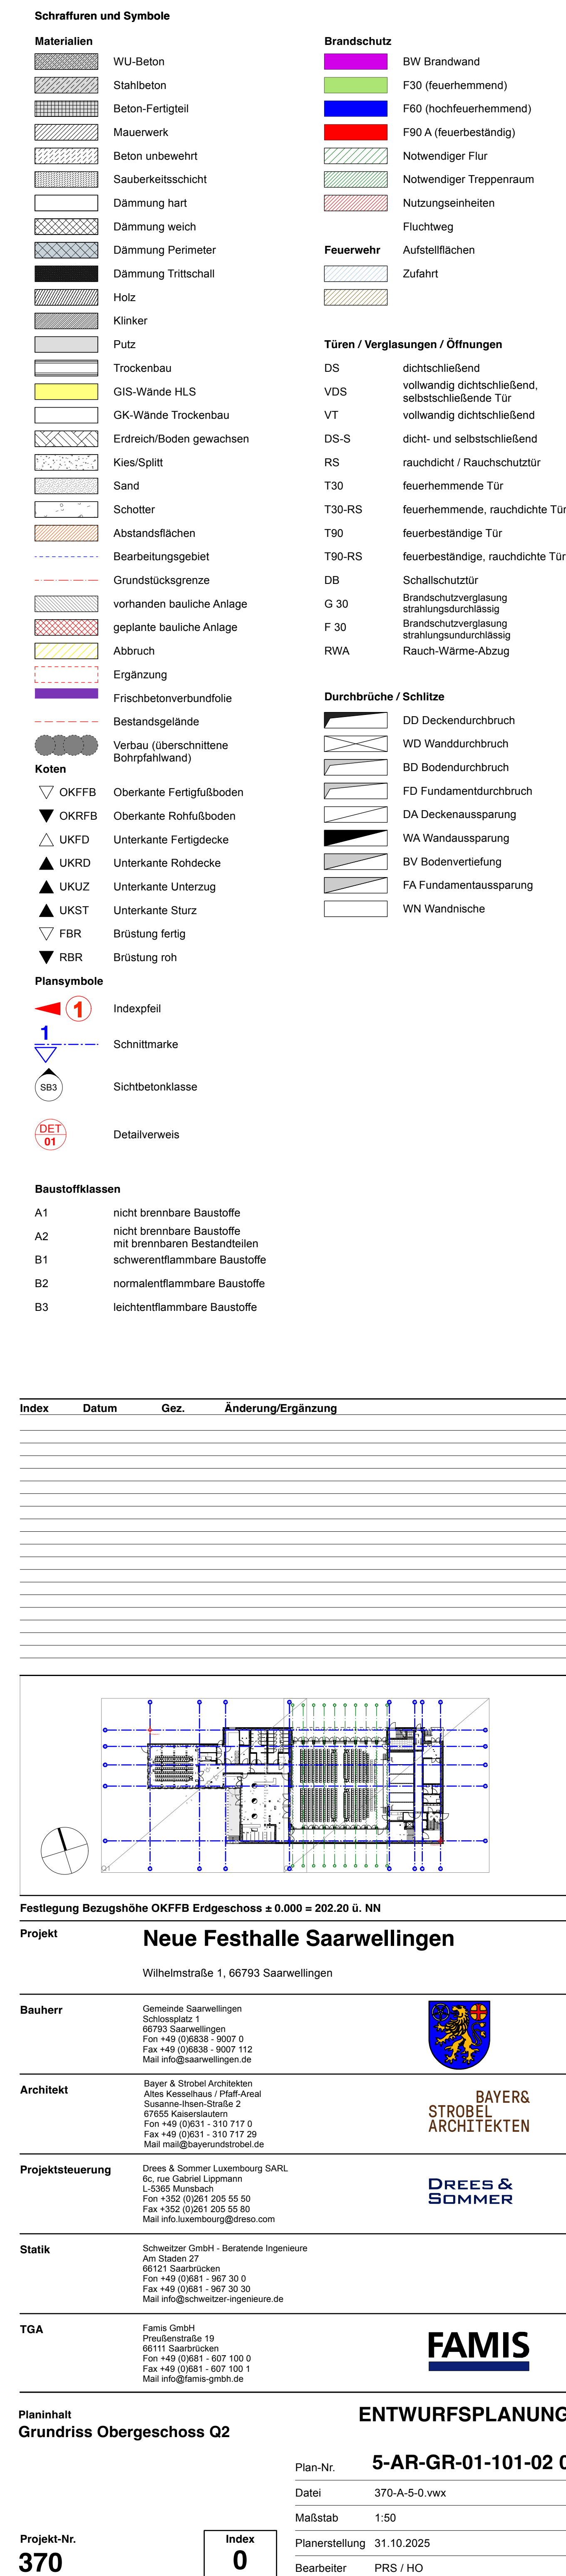 Schraffuren und Symbole
Materialien
WU-Beton
Stahlbeton
Beton-Fertigteil
Mauerwerk
Beton unbewehrt
Sauberkeitsschicht
Dämmung hart
Dämmung weich
Dämmung Perimeter
Dämmung Trittschall
Holz
Klinker
Putz
Trockenbau
GIS-Wände HLS
GK-Wände Trockenbau
Erdreich/Boden gewachsen
Kies/Splitt
Sand
Schotter
Abstandsflächen
Bearbeitungsgebiet
Grundstücksgrenze
vorhanden bauliche Anlage
geplante bauliche Anlage
Abbruch
Ergänzung
Frischbetonverbundfolie
Bestandsgelände
Verbau (überschnittene
Bohrpfahlwand)
Koten
OKFFB Oberkante Fertigfußboden
OKRFB Oberkante Rohfußboden
UKFD Unterkante Fertigdecke
UKRD Unterkante Rohdecke
UKUZ Unterkante Unterzug
UKST Unterkante Sturz
FBR Brüstung fertig
RBR Brüstung roh
Plansymbole
1 Indexpfeil
1
Schnittmarke
SB3 Sichtbetonklasse
DET
01
Detailverweis
Baustoffklassen
A1 nicht brennbare Baustoffe
A2 nicht brennbare Baustoffe
mit brennbaren Bestandteilen
B1 schwerentflammbare Baustoffe
B2 normalentflammbare Baustoffe
B3 leichtentflammbare Baustoffe
Brandschutz
BW Brandwand
F30 (feuerhemmend)
F60 (hochfeuerhemmend)
F90 A (feuerbeständig)
Notwendiger Flur
Notwendiger Treppenraum
Nutzungseinheiten
Fluchtweg
Feuerwehr Aufstellflächen
Zufahrt
Türen / Verglasungen / Öffnungen
DS dichtschließend
VDS vollwandig dichtschließend,
selbstschließende Tür
VT vollwandig dichtschließend
DS-S dicht- und selbstschließend
RS rauchdicht / Rauchschutztür
T30 feuerhemmende Tür
T30-RS feuerhemmende, rauchdichte Tür
T90 feuerbeständige Tür
T90-RS feuerbeständige, rauchdichte Tür
DB Schallschutztür
G 30 Brandschutzverglasung
strahlungsdurchlässig
F 30 Brandschutzverglasung
strahlungsundurchlässig
RWA Rauch-Wärme-Abzug
Durchbrüche / Schlitze
DD Deckendurchbruch
WD Wanddurchbruch
BD Bodendurchbruch
FD Fundamentdurchbruch
DA Deckenaussparung
WA Wandaussparung
BV Bodenvertiefung
FA Fundamentaussparung
WN Wandnische
Index Datum Gez. Änderung/Ergänzung
Festlegung Bezugshöhe OKFFB Erdgeschoss ± 0.000 = 202.20 ü. NN
Projekt
Neue Festhalle Saarwellingen
Wilhelmstraße 1, 66793 Saarwellingen
Bauherr
Gemeinde Saarwellingen
Schlossplatz 1
66793 Saarwellingen
Fon +49 (0)6838 - 9007 0
Fax +49 (0)6838 - 9007 112
Mail info@saarwellingen.de
Architekt
Bayer & Strobel Architekten
Altes Kesselhaus / Pfaff-Areal
Susanne-Ihsen-Straße 2
67655 Kaiserslautern
Fon +49 (0)631 - 310 717 0
Fax +49 (0)631 - 310 717 29
Mail mail@bayerundstrobel.de
BAYER&
STROBEL
ARCHITEKTEN
Projektsteuerung
Drees & Sommer Luxembourg SARL
6c, rue Gabriel Lippmann
L-5365 Munsbach
Fon +352 (0)261 205 55 50
Fax +352 (0)261 205 55 80
Mail info.luxembourg@dreso.com
DREES &
SOMMER
Statik
Schweitzer GmbH - Beratende Ingenieure
Am Staden 27
66121 Saarbrücken
Fon +49 (0)681 - 967 30 0
Fax +49 (0)681 - 967 30 30
Mail info@schweitzer-ingenieure.de
TGA
Famis GmbH
Preußenstraße 19
66111 Saarbrücken
Fon +49 (0)681 - 607 100 0
Fax +49 (0)681 - 607 100 1
Mail info@famis-gmbh.de
FAMIS
Planinhalt
Grundriss Obergeschoss Q2
ENTWURFSPLANUNG
Plan-Nr. 5-AR-GR-01-101-02 0
Datei 370-A-5-0.vwx
Maßstab 1:50
Planerstellung 31.10.2025
Bearbeiter PRS / HO
Projekt-Nr.
370
Index
0